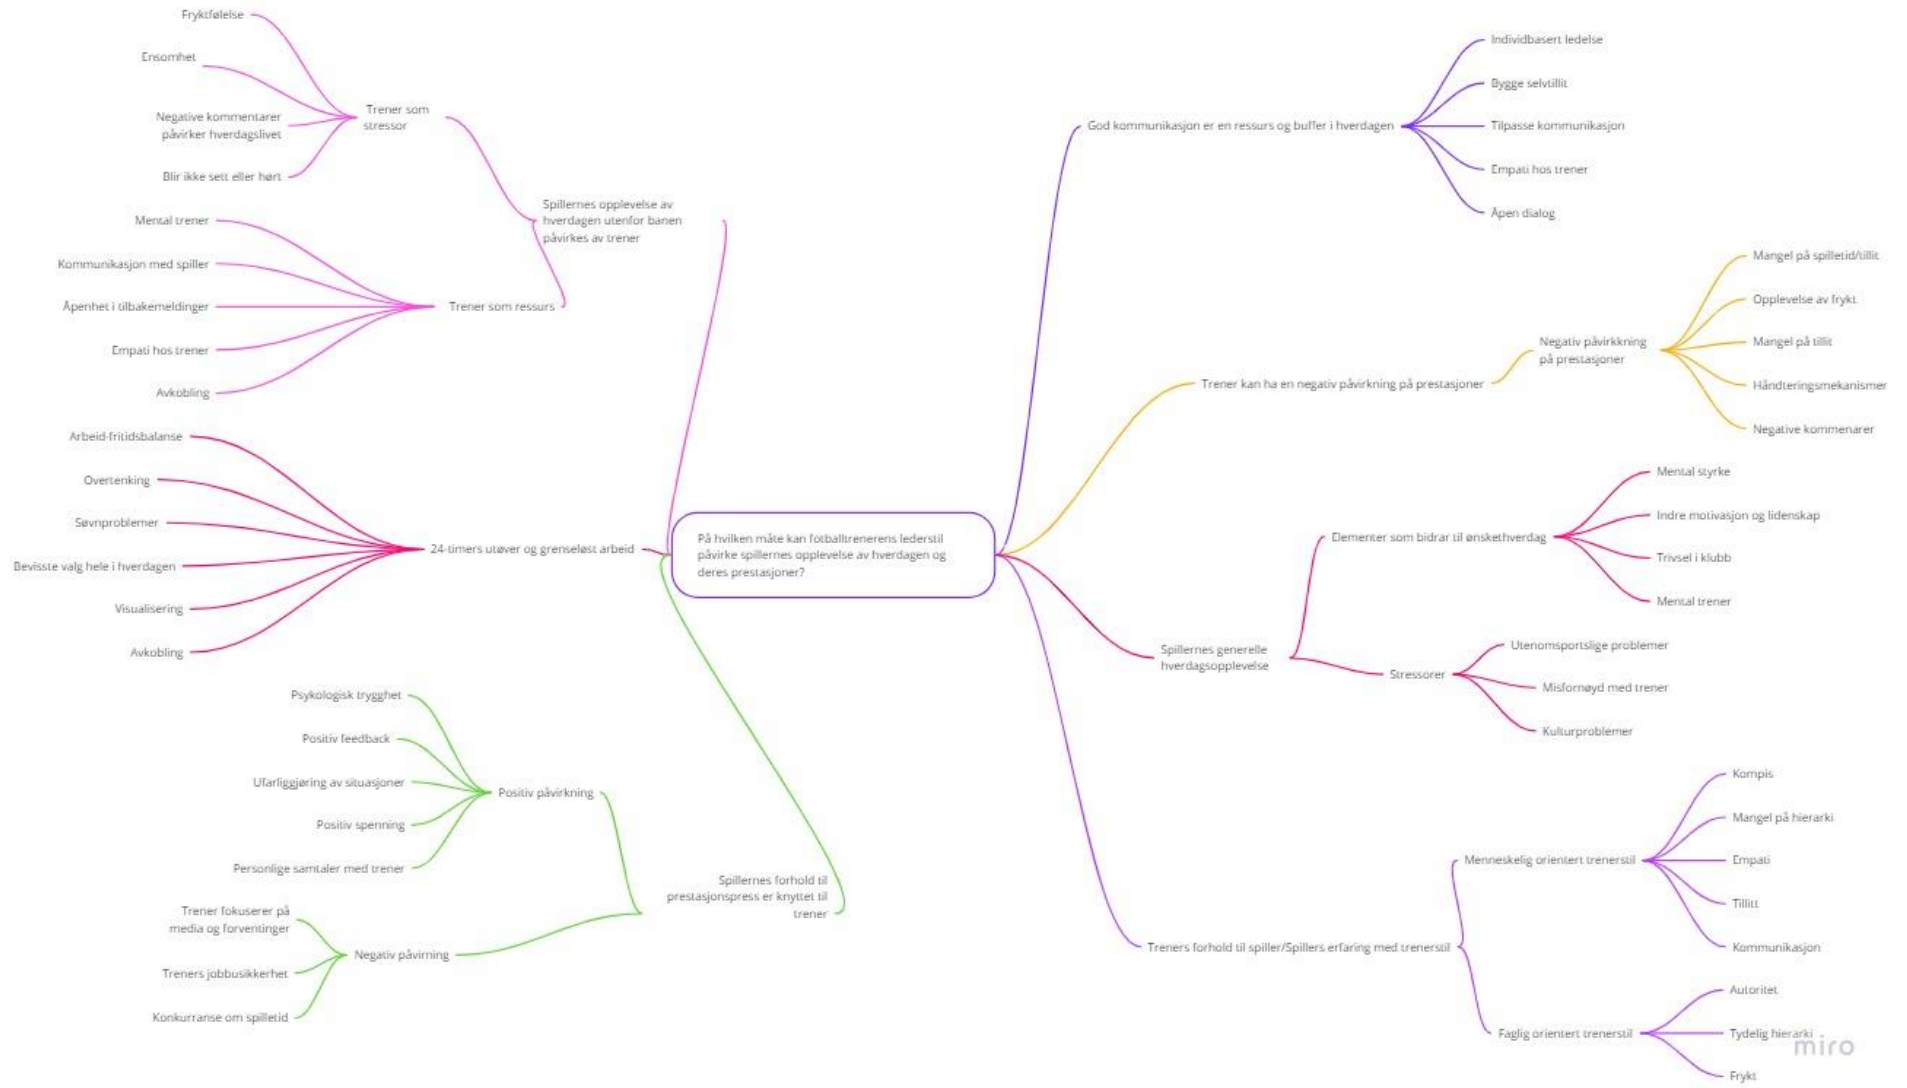 Fryktfølelse
Ensomhet
Negative kommentarer
påvirker hverdagslivet
Blir ikke sett eller hørt
Trener som
stressor
Mental trener
Kommunikasjon med spiller
Åpenhet i tilbakemeldinger
Empati hos trener
Avkobling
Trener som ressurs
Spillernes opplevelse av
hverdagen utenfor banen
påvirkes av trener
Arbeid-fritidsbalanse
Overtenking
Søvnproblemer
Bevisste valg hele i hverdagen
Visualisering
Avkobling
24-timers utøver og grenseløst arbeid
Psykologisk trygghet
Positiv feedback
Ufarliggjøring av situasjoner
Positiv spenning
Personlige samtaler med trener
Positiv påvirkning
Trener fokuserer på
media og forventinger
Treners jobbusikkerhet
Konkurranse om spilletid
Negativ påvirning
Spillernes forhold til
prestasjonspress er knyttet til
trener
På hvilken måte kan fotballtrenerens lederstil
påvirke spillernes opplevelse av hverdagen og
deres prestasjoner?
God kommunikasjon er en ressurs og buffer i hverdagen
Individbasert ledelse
Bygge selvtillit
Tilpasse kommunikasjon
Empati hos trener
Åpen dialog
Trener kan ha en negativ påvirkning på prestasjoner
Negativ påvirkkning
på prestasjoner
Mangel på spilletid/tillit
Opplevelse av frykt
Mangel på tillit
Håndteringsmekanismer
Negative kommenarer
Spillernes generelle
hverdagsopplevelse
Elementer som bidrar til ønskethverdag
Mental styrke
Indre motivasjon og lidenskap
Trivsel i klubb
Mental trener
Stressorer
Utenomsportslige problemer
Misfornøyd med trener
Kulturproblemer
Treners forhold til spiller/Spillers erfaring med trenerstil
Menneskelig orientert trenerstil
Kompis
Mangel på hierarki
Empati
Tillitt
Kommunikasjon
Faglig orientert trenerstil
Autoritet
Tydelig hierarki
Frykt
miro